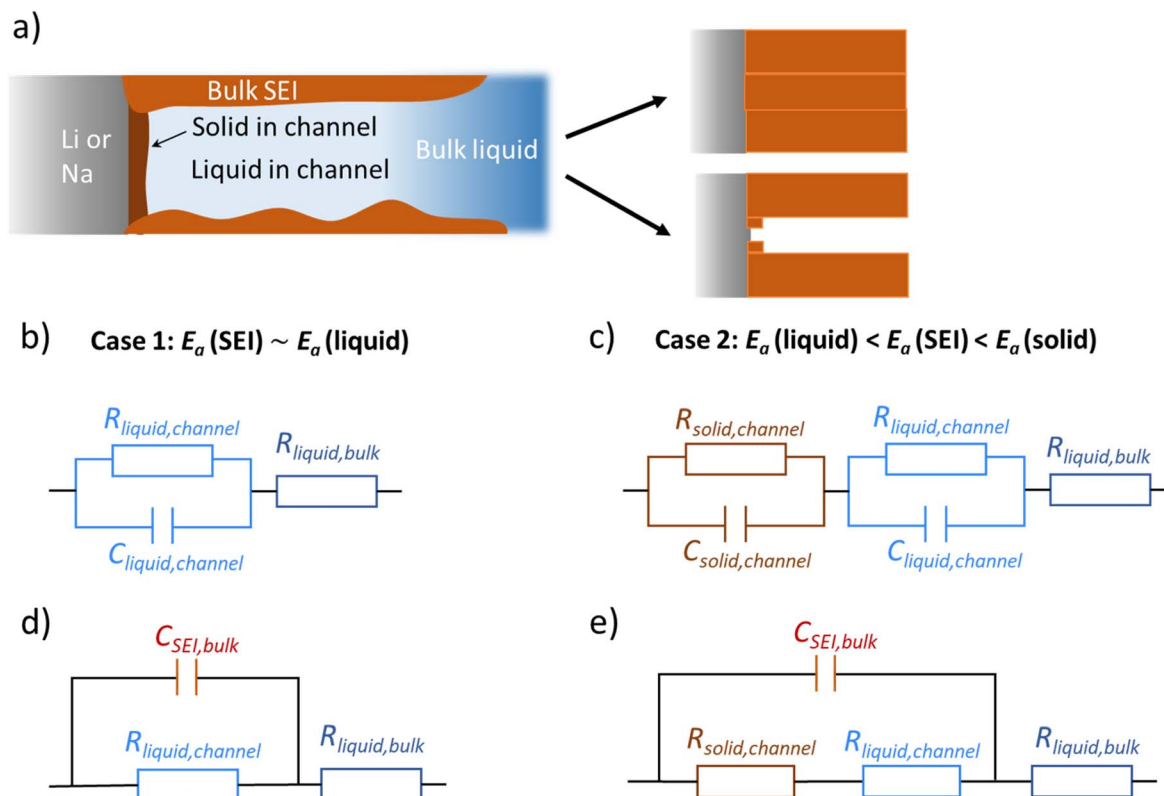 a)
Bulk SEI
Solid in channel
Li or
Na
Liquid in channel
Bulk liquid
b) Case 1: Ea (SEI) ~ Ea (liquid)
Rliquid,channel
Rliquid,bulk
Cliquid,channel
c) Case 2: Ea (liquid) < Ea (SEI) < Ea (solid)
Rsolid,channel
Rliquid,channel
Rliquid,bulk
Csolid,channel
Cliquid,channel
d)
CSEI,bulk
Rliquid,channel
Rliquid,bulk
e)
CSEI,bulk
Rsolid,channel
Rliquid,channel
Rliquid,bulk